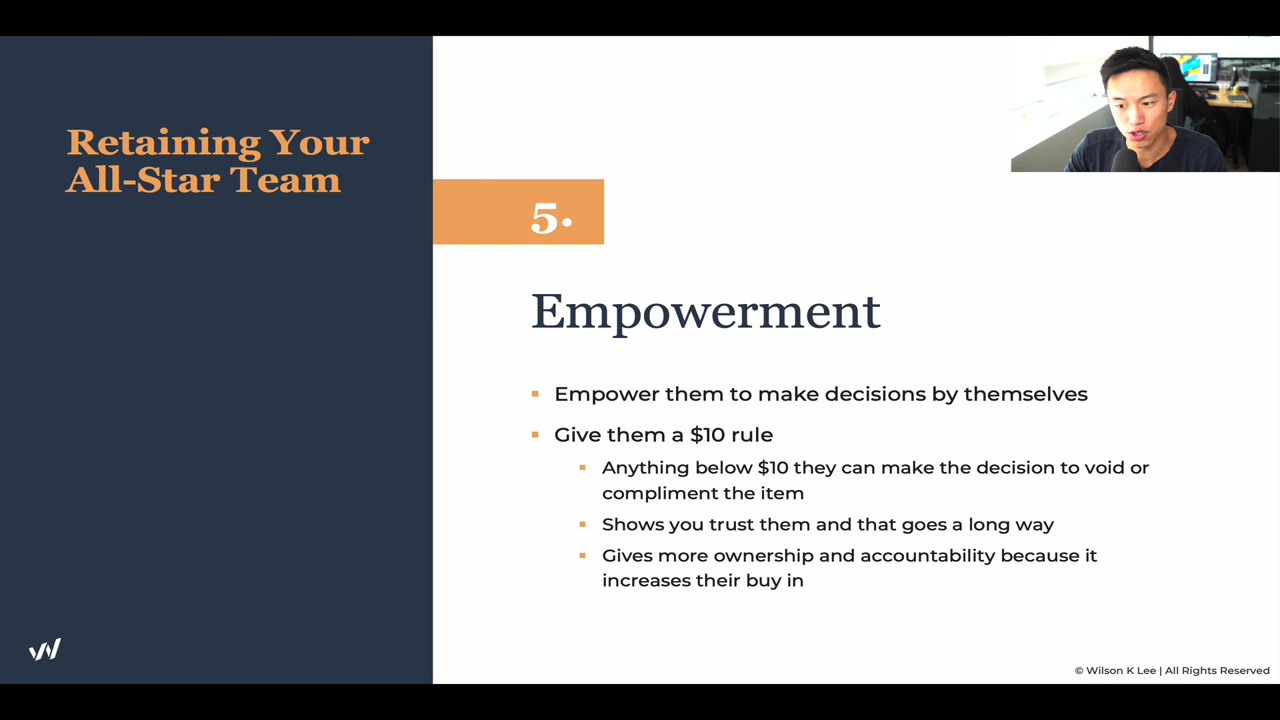 Retaining Your
All-Star Team
5.
Empowerment
▪ Empower them to make decisions by themselves
▪ Give them a $10 rule
▪ Anything below $10 they can make the decision to void or
compliment the item
▪ Shows you trust them and that goes a long way
▪ Gives more ownership and accountability because it
increases their buy in
© Wilson K Lee | All Rights Reserved